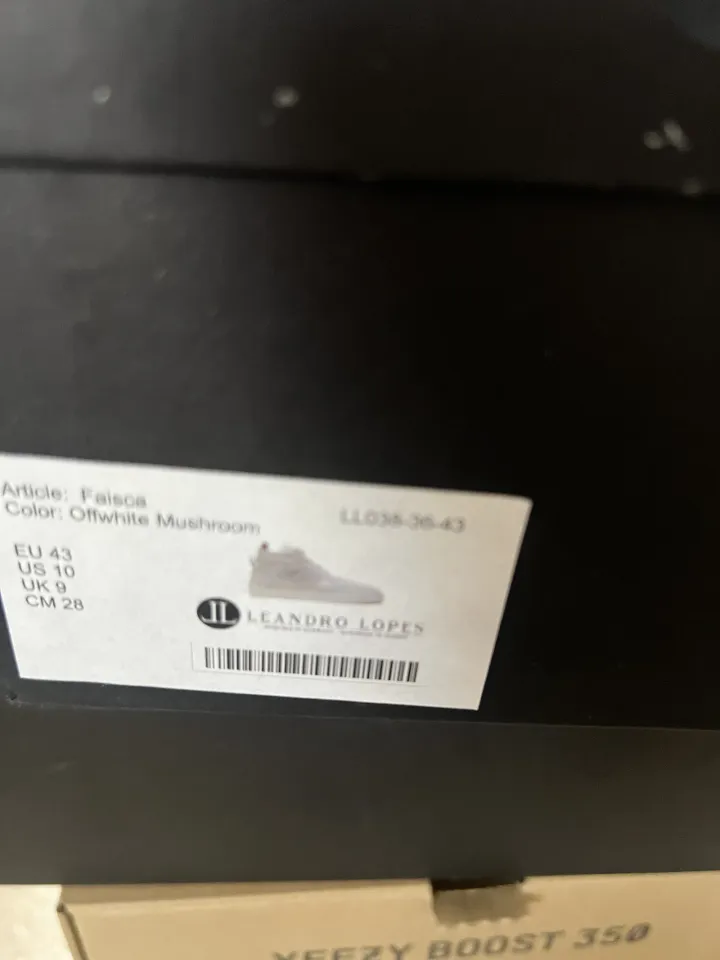 Article: Faisca
Color: Offwhite Mushroom
LL038-36-43
EU 43
US 10
UK 9
CM 28
LL LEANDRO LOPES
YEEZY BOOST 350